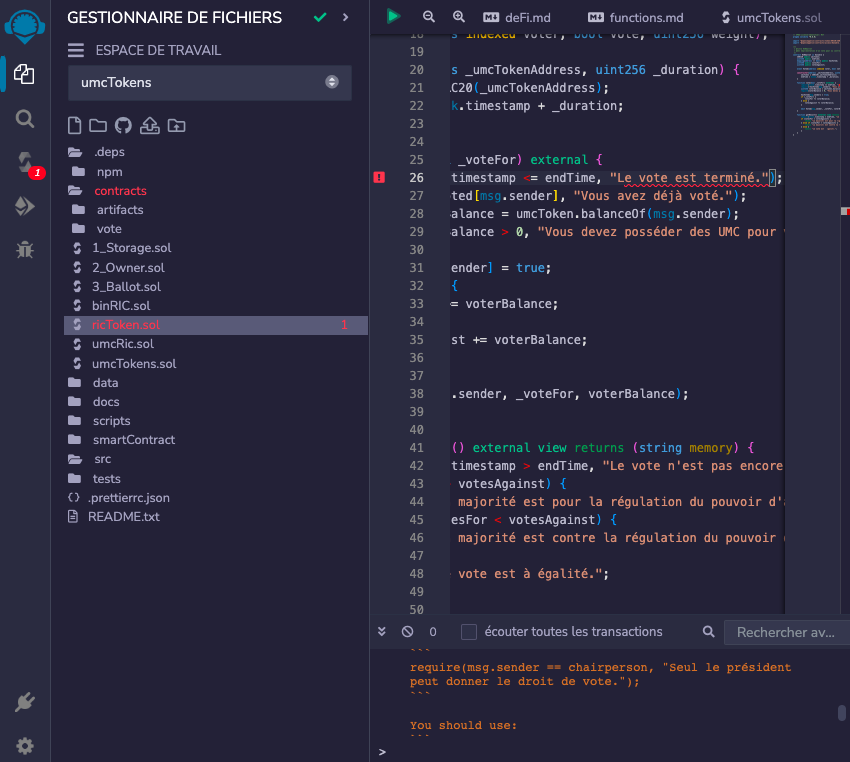 GESTIONNAIRE DE FICHIERS
ESPACE DE TRAVAIL
umcTokens
.deps
npm
contracts
artifacts
vote
1_Storage.sol
2_Owner.sol
3_Ballot.sol
binRIC.sol
ricToken.sol 1
umcRic.sol
umcTokens.sol
data
docs
scripts
smartContract
src
tests
.prettierrc.json
README.txt
1
deFi.md
functions.md
umcTokens.sol
18 s indexed voter, bool vote, uint256 weight);
19
20 s _umcTokenAddress, uint256 _duration) {
21 C20(_umcTokenAddress);
22 k.timestamp + _duration;
23
24
25 _voteFor) external {
26 timestamp <= endTime, "Le vote est terminé.");
27 ted[msg.sender], "Vous avez déjà voté.");
28 alance = umcToken.balanceOf(msg.sender);
29 alance > 0, "Vous devez posséder des UMC pour
30
31 ender] = true;
32 {
33 = voterBalance;
34
35 st += voterBalance;
36
37
38 .sender, _voteFor, voterBalance);
39
40
41 () external view returns (string memory) {
42 timestamp > endTime, "Le vote n'est pas encore
43 votesAgainst) {
44 majorité est pour la régulation du pouvoir d'
45 esFor < votesAgainst) {
46 majorité est contre la régulation du pouvoir
47
48 vote est à égalité.";
49
50
0
écouter toutes les transactions
Rechercher av...
```
require(msg.sender == chairperson, "Seul le président
peut donner le droit de vote.");
```
You should use:
```
>